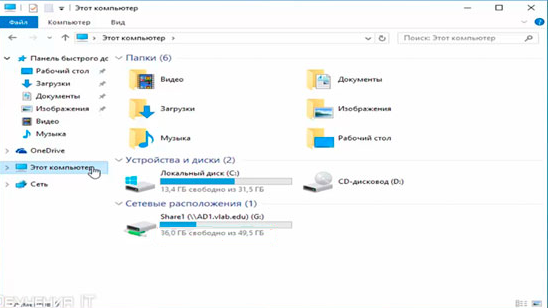 Этот компьютер
Файл Компьютер Вид
Этот компьютер
Поиск: Этот компьютер
Панель быстрого до
Рабочий стол
Загрузки
Документы
Изображения
Видео
Музыка
OneDrive
Этот компьютер
Сеть
Папки (6)
Видео Документы
Загрузки Изображения
Музыка Рабочий стол
Устройства и диски (2)
Локальный диск (C:)
13,4 ГБ свободно из 31,5 ГБ
CD-дисковод (D:)
Сетевые расположения (1)
Share1 (\\AD1.vlab.edu) (G:)
36,0 ГБ свободно из 49,5 ГБ